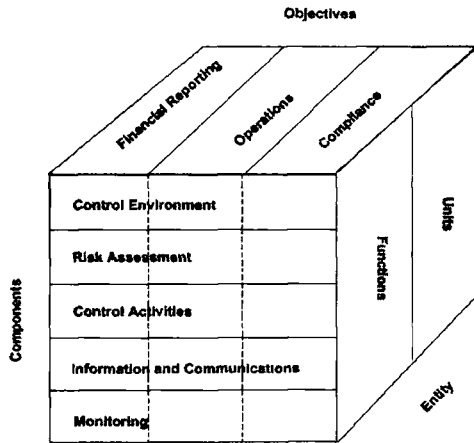 Objectives
Financial Reporting
Operations
Compliance
Control Environment
Risk Assessment
Control Activities
Information and Communications
Monitoring
Components
Functions
Units
Entity